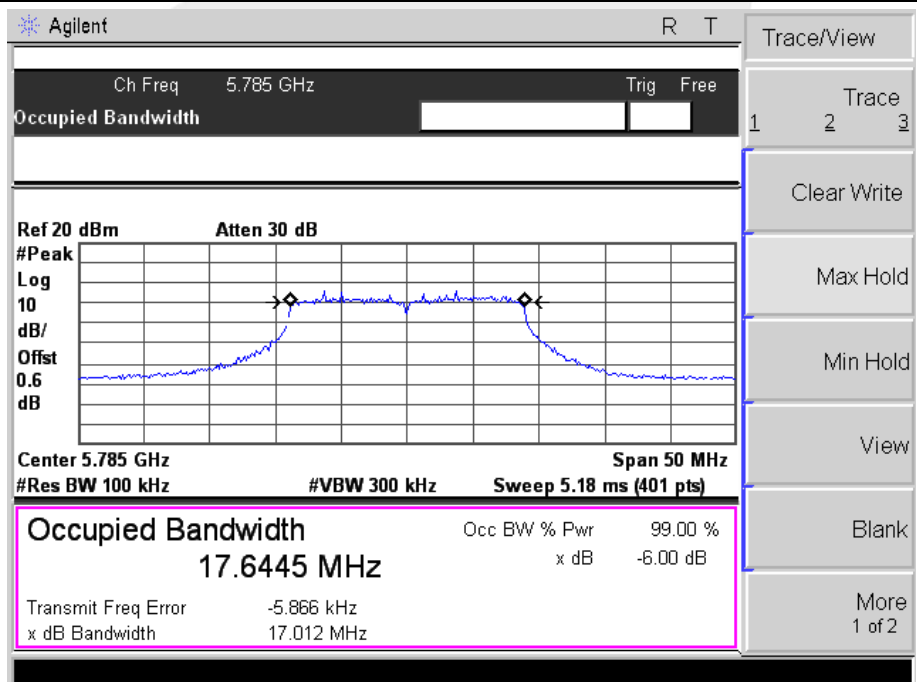 Agilent R T
Trace/View
Ch Freq 5.785 GHz Trig Free
Occupied Bandwidth
Trace
1 2 3
Clear Write
Ref 20 dBm Atten 30 dB
#Peak
Log
10
dB/
Offst
0.6
dB
Max Hold
Min Hold
Center 5.785 GHz Span 50 MHz
#Res BW 100 kHz #VBW 300 kHz Sweep 5.18 ms (401 pts)
View
Occupied Bandwidth
17.6445 MHz
Occ BW % Pwr 99.00 %
x dB -6.00 dB
Transmit Freq Error -5.866 kHz
x dB Bandwidth 17.012 MHz
Blank
More
1 of 2